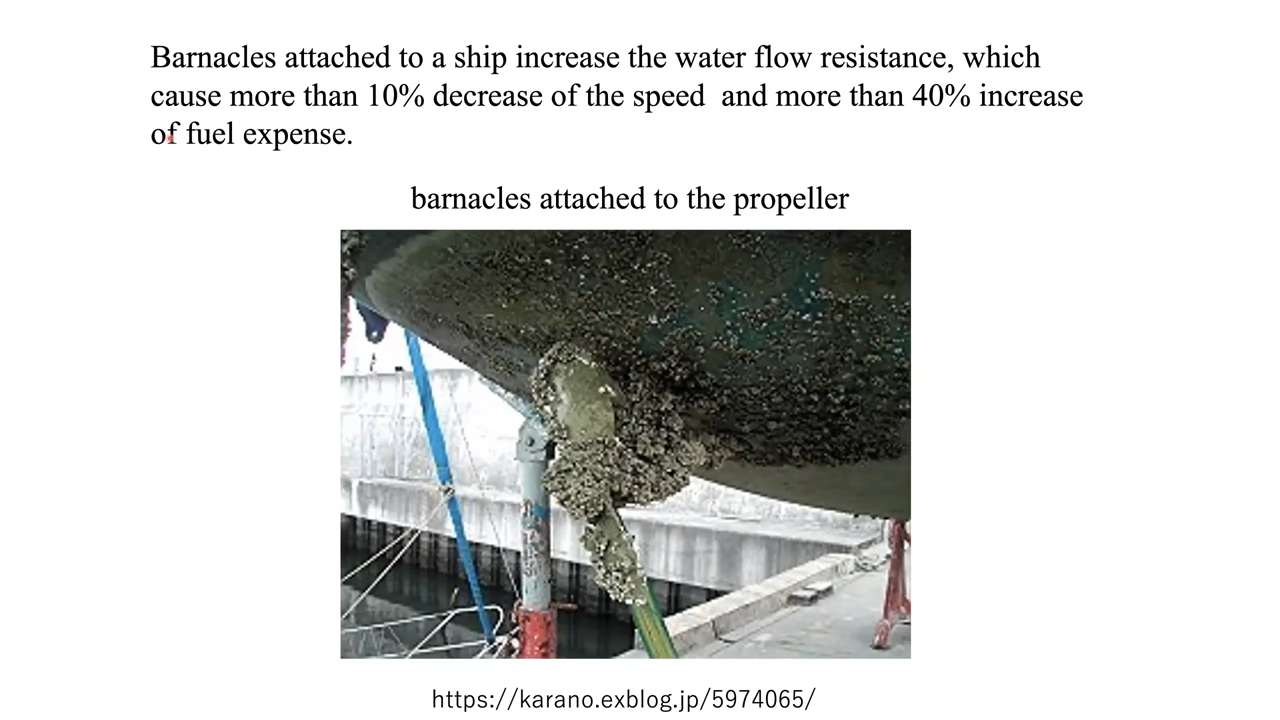 Barnacles attached to a ship increase the water flow resistance, which
cause more than 10% decrease of the speed and more than 40% increase
of fuel expense.
barnacles attached to the propeller
https://karano.exblog.jp/5974065/